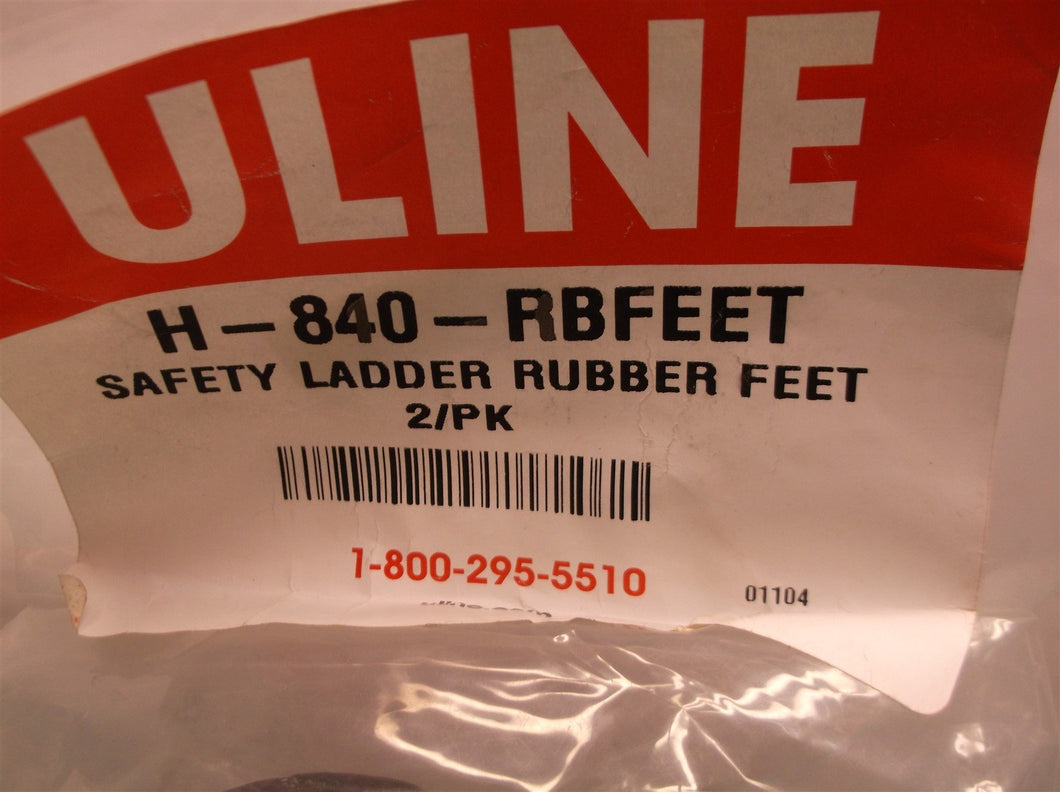 ULINE
H-840-RBFEET
SAFETY LADDER RUBBER FEET
2/PK
1-800-295-5510
01104